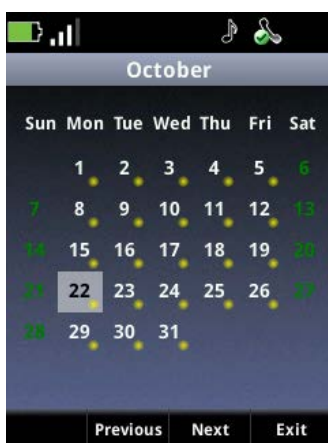 October
Sun Mon Tue Wed Thu Fri Sat
1 2 3 4 5 6
7 8 9 10 11 12 13
14 15 16 17 18 19 20
21 22 23 24 25 26 27
28 29 30 31
Previous Next Exit